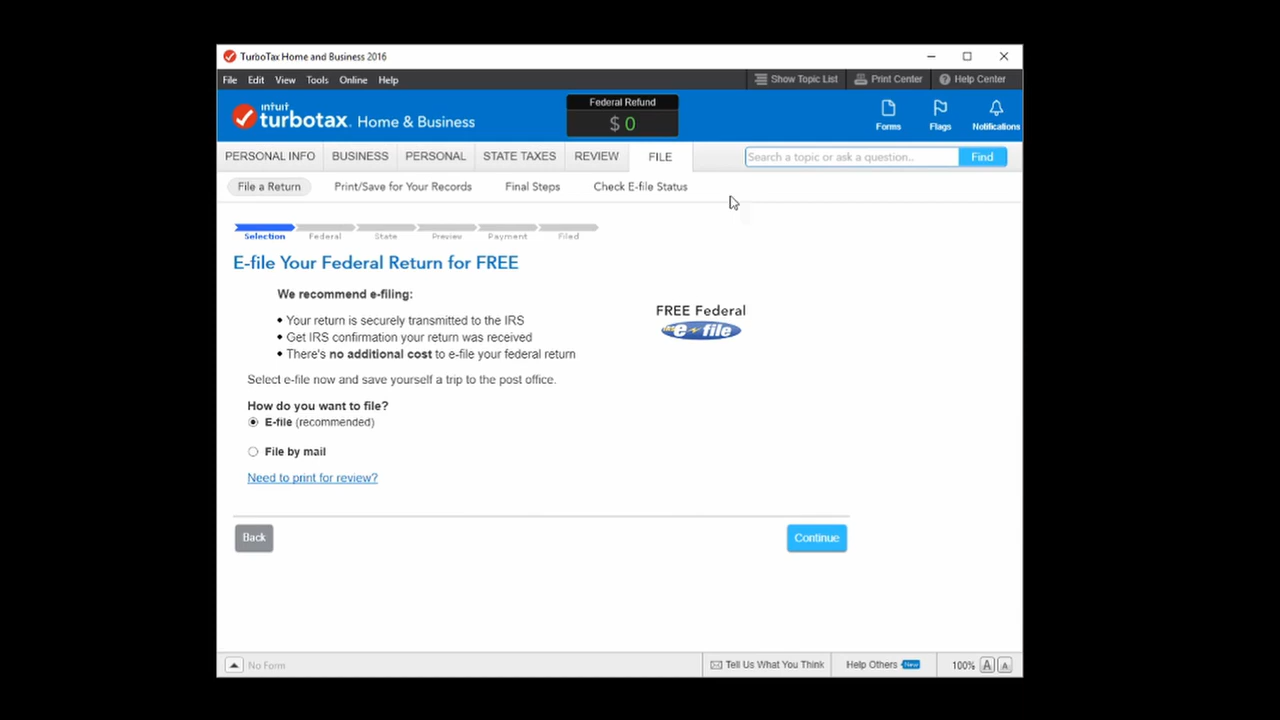 TurboTax Home and Business 2016
File Edit View Tools Online Help Show Topic List Print Center Help Center
intuit turbotax. Home & Business
Federal Refund
$ 0
Forms Flags Notifications
PERSONAL INFO BUSINESS PERSONAL STATE TAXES REVIEW FILE Search a topic or ask a question.. Find
File a Return Print/Save for Your Records Final Steps Check E-file Status
Selection Federal State Preview Payment Filed
E-file Your Federal Return for FREE
We recommend e-filing:
• Your return is securely transmitted to the IRS
• Get IRS confirmation your return was received
• There's no additional cost to e-file your federal return
FREE Federal
IRS e file
Select e-file now and save yourself a trip to the post office.
How do you want to file?
E-file (recommended)
File by mail
Need to print for review?
Back Continue
No Form Tell Us What You Think Help Others New 100% A A